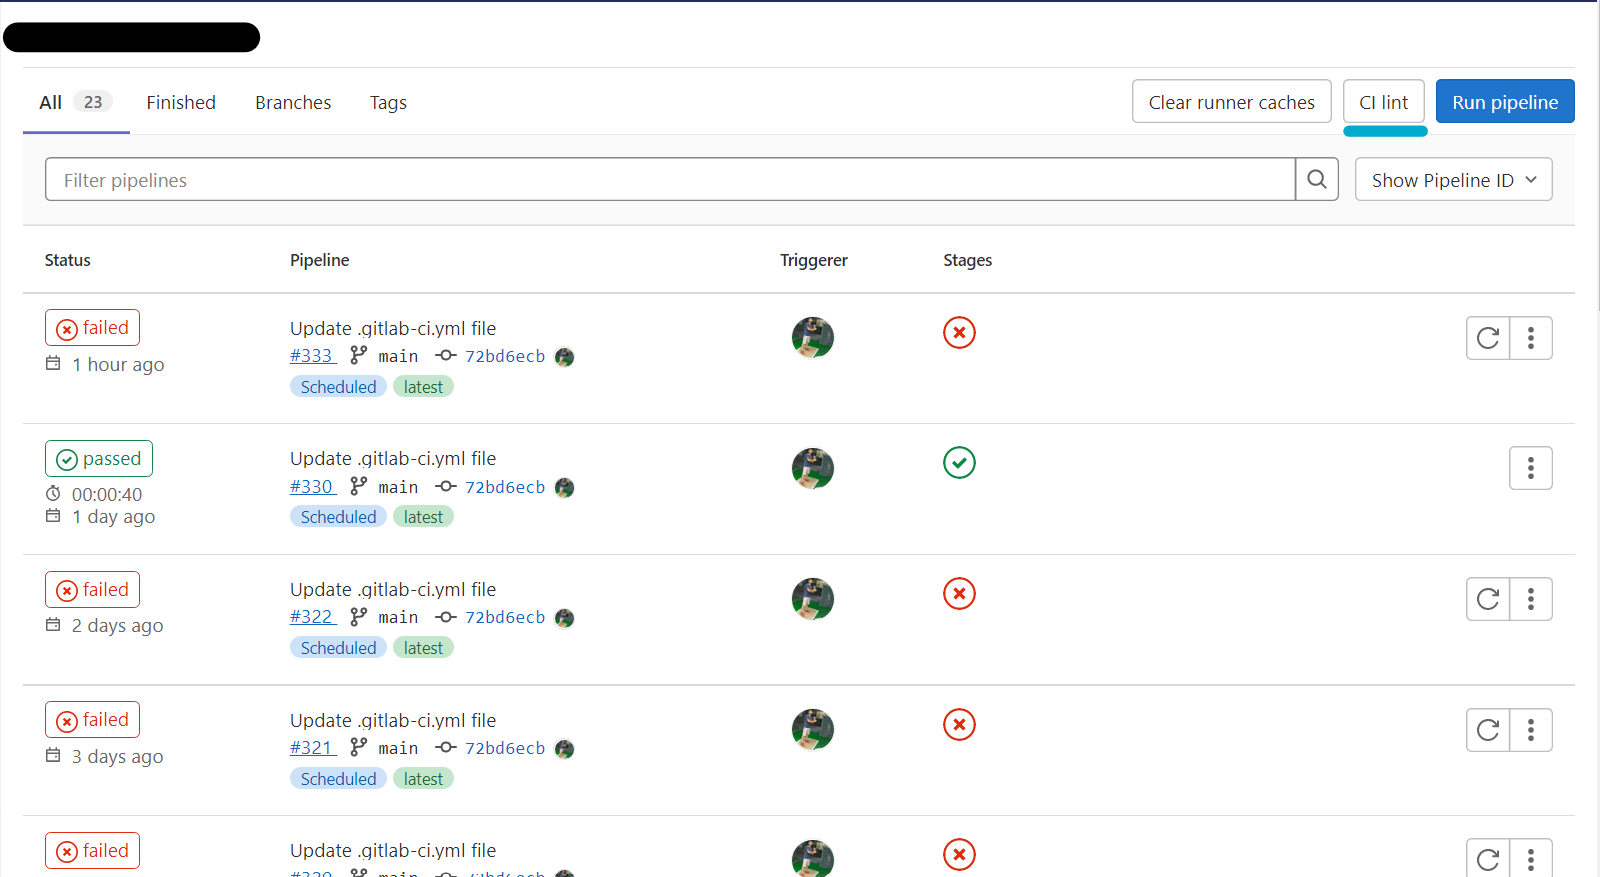 All 23 Finished Branches Tags Clear runner caches CI lint Run pipeline
Filter pipelines Show Pipeline ID
Status Pipeline Triggerer Stages
failed Update .gitlab-ci.yml file
1 hour ago #333 main 72bd6ecb
Scheduled latest
passed Update .gitlab-ci.yml file
00:00:40 #330 main 72bd6ecb
1 day ago Scheduled latest
failed Update .gitlab-ci.yml file
2 days ago #322 main 72bd6ecb
Scheduled latest
failed Update .gitlab-ci.yml file
3 days ago #321 main 72bd6ecb
Scheduled latest
failed Update .gitlab-ci.yml file
main 72bd6ecb